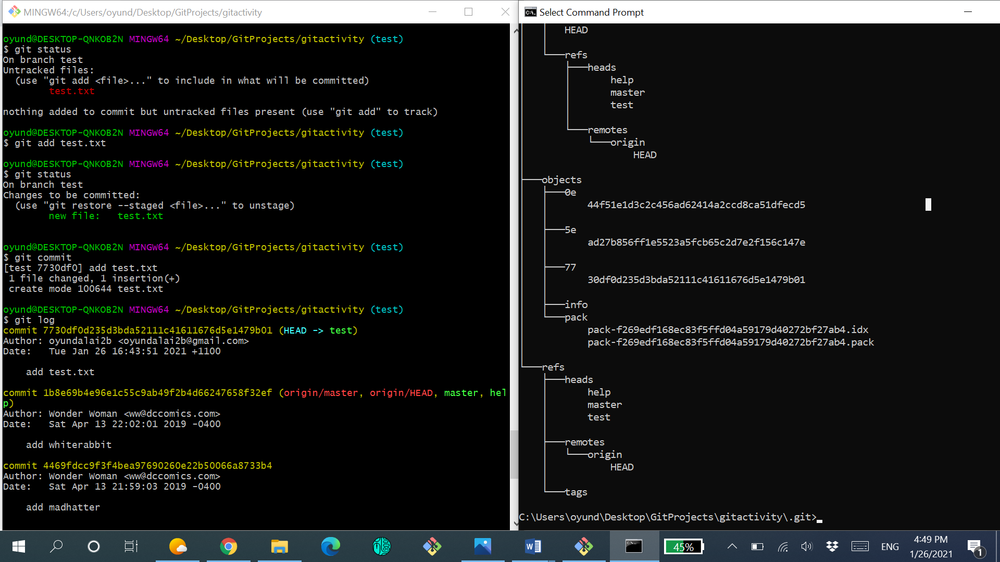 MINGW64:/c/Users/oyund/Desktop/GitProjects/gitactivity
oyund@DESKTOP-QNKOB2N MINGW64 ~/Desktop/GitProjects/gitactivity (test)
$ git status
On branch test
Untracked files:
  (use "git add <file>..." to include in what will be committed)
        test.txt
nothing added to commit but untracked files present (use "git add" to track)
oyund@DESKTOP-QNKOB2N MINGW64 ~/Desktop/GitProjects/gitactivity (test)
$ git add test.txt
oyund@DESKTOP-QNKOB2N MINGW64 ~/Desktop/GitProjects/gitactivity (test)
$ git status
On branch test
Changes to be committed:
  (use "git restore --staged <file>..." to unstage)
        new file:   test.txt
oyund@DESKTOP-QNKOB2N MINGW64 ~/Desktop/GitProjects/gitactivity (test)
$ git commit
[test 7730df0] add test.txt
 1 file changed, 1 insertion(+)
 create mode 100644 test.txt
oyund@DESKTOP-QNKOB2N MINGW64 ~/Desktop/GitProjects/gitactivity (test)
$ git log
commit 7730df0d235d3bda52111c41611676d5e1479b01 (HEAD -> test)
Author: oyundalai2b <oyundalai2b@gmail.com>
Date:   Tue Jan 26 16:43:51 2021 +1100
    add test.txt
commit 1b8e69b4e96e1c55c9ab49f2b4d66247658f32ef (origin/master, origin/HEAD, master, hel
p)
Author: Wonder Woman <ww@dccomics.com>
Date:   Sat Apr 13 22:02:01 2019 -0400
    add whiterabbit
commit 4469fdcc9f3f4bea97690260e22b50066a8733b4
Author: Wonder Woman <ww@dccomics.com>
Date:   Sat Apr 13 21:59:03 2019 -0400
    add madhatter
Select Command Prompt
HEAD
refs
heads
help
master
test
remotes
origin
HEAD
objects
0e
44f51e1d3c2c456ad62414a2ccd8ca51dfecd5
5e
ad27b856ff1e5523a5fcb65c2d7e2f156c147e
77
30df0d235d3bda52111c41611676d5e1479b01
info
pack
pack-f269edf168ec83f5ffd04a59179d40272bf27ab4.idx
pack-f269edf168ec83f5ffd04a59179d40272bf27ab4.pack
refs
heads
help
master
test
remotes
origin
HEAD
tags
C:\Users\oyund\Desktop\GitProjects\gitactivity\.git>
45%
ENG
4:49 PM
1/26/2021
1